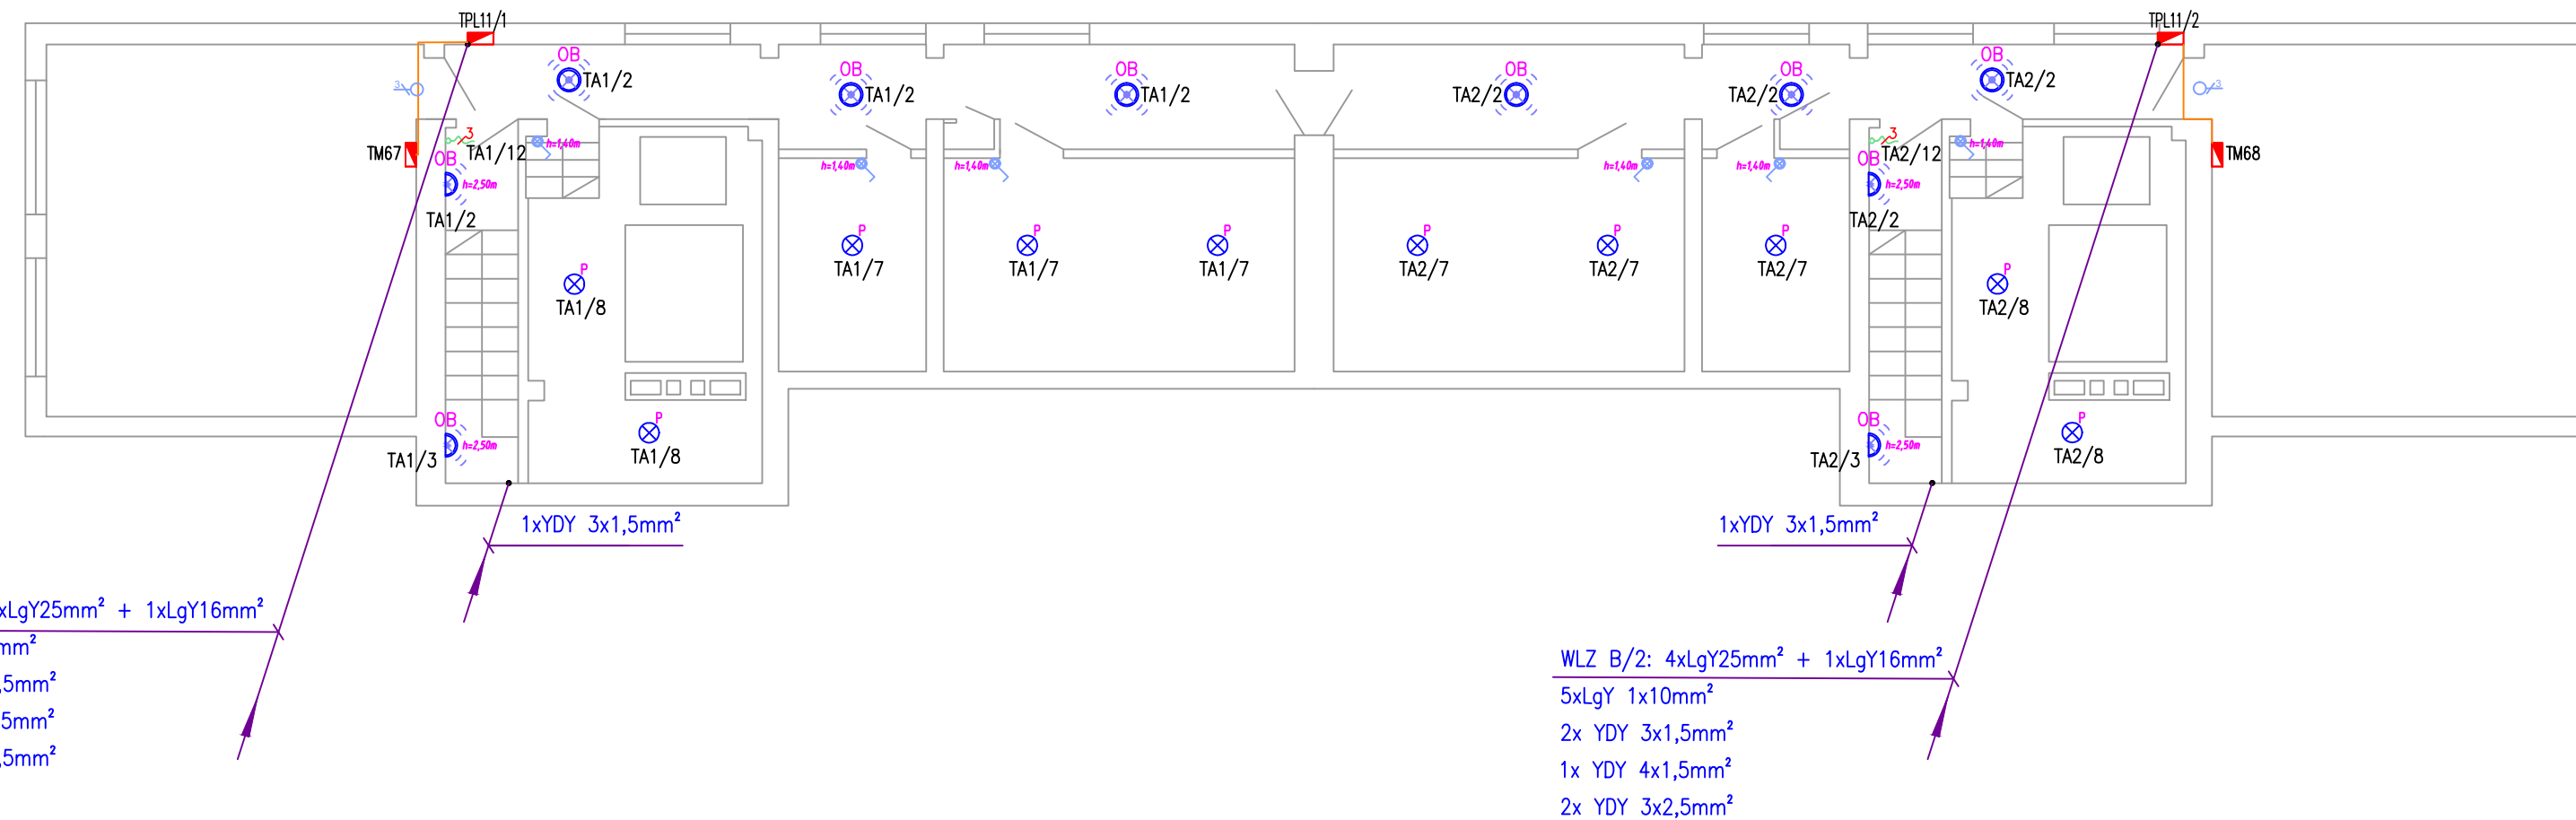 TPL11/1
TPL11/2
OB
TA1/2
OB
TA1/2
OB
TA1/2
OB
TA2/2
OB
TA2/2
OB
TA2/2
3
3
TM67
3
TA1/12
h=1,40m
OB
h=2,50m
TA1/2
h=1,40m
h=1,40m
h=1,40m
h=1,40m
3
TA2/12
h=1,40m
OB
h=2,50m
TA2/2
TM68
P
TA1/8
P
TA1/7
P
TA1/7
P
TA1/7
P
TA2/7
P
TA2/7
P
TA2/7
P
TA2/8
OB
h=2,50m
TA1/3
P
TA1/8
OB
h=2,50m
TA2/3
P
TA2/8
1xYDY 3x1,5mm²
1xYDY 3x1,5mm²
xLgY25mm² + 1xLgY16mm²
mm²
,5mm²
5mm²
,5mm²
WLZ B/2: 4xLgY25mm² + 1xLgY16mm²
5xLgY 1x10mm²
2x YDY 3x1,5mm²
1x YDY 4x1,5mm²
2x YDY 3x2,5mm²